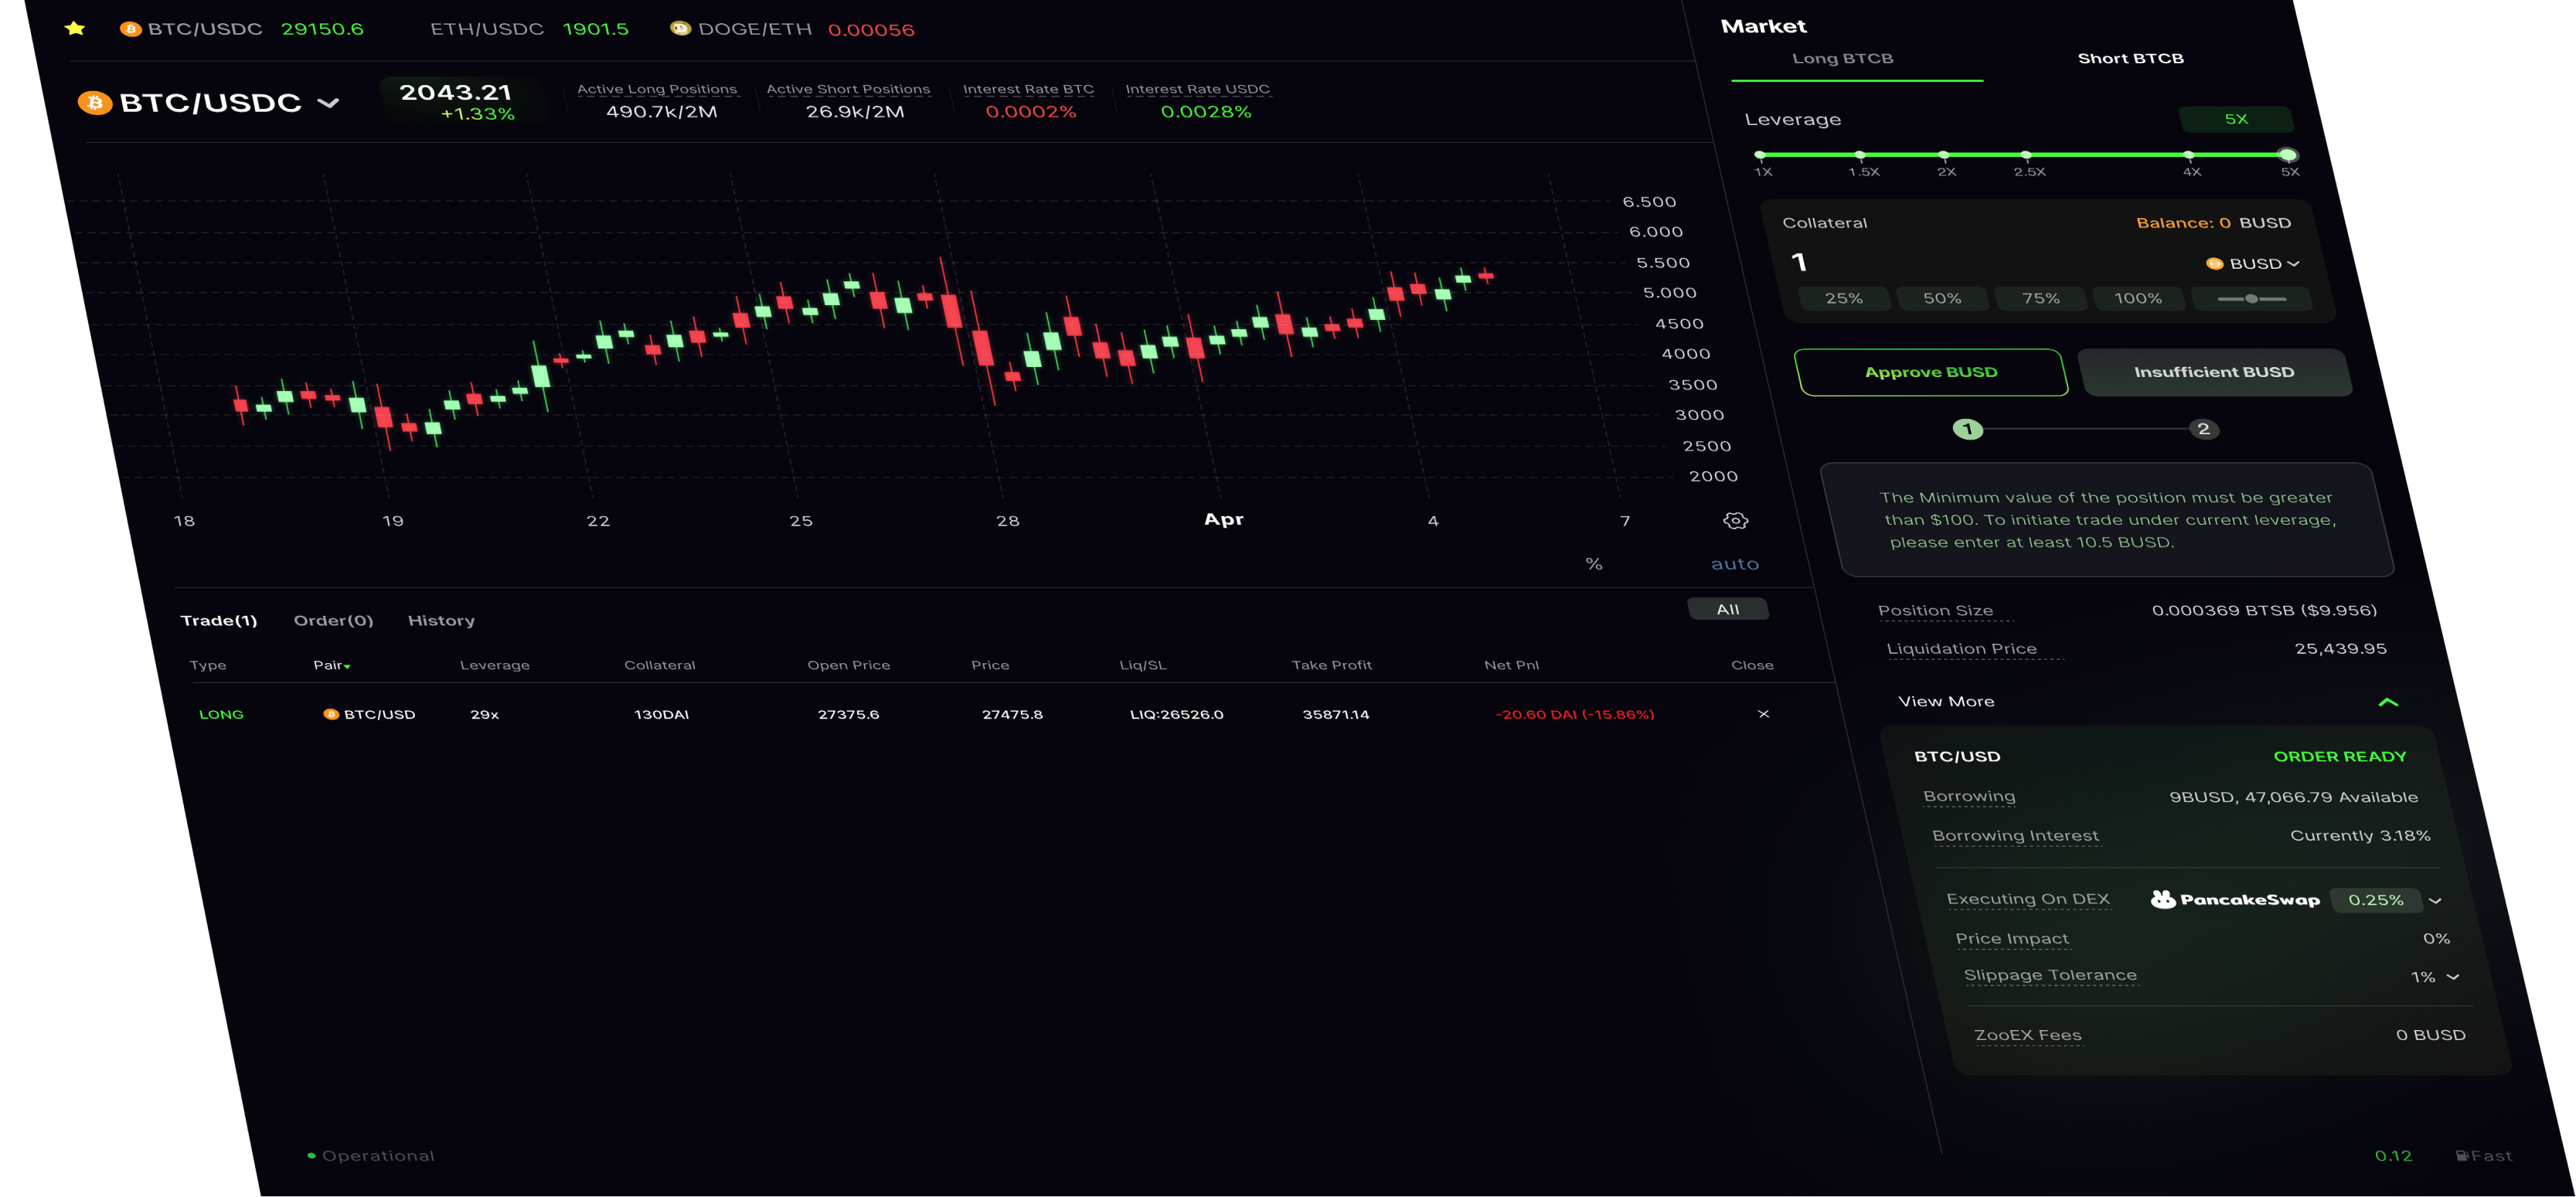 BTC/USDC 29150.6 ETH/USDC 1901.5 DOGE/ETH 0.00056
BTC/USDC
2043.21
+1.33%
Active Long Positions
490.7k/2M
Active Short Positions
26.9k/2M
Interest Rate BTC
0.0002%
Interest Rate USDC
0.0028%
6.500
6.000
5.500
5.000
4500
4000
3500
3000
2500
2000
18 19 22 25 28 Apr 4 7
% auto
Trade(1) Order(0) History All
Type Pair Leverage Collateral Open Price Price Liq/SL Take Profit Net Pnl Close
LONG BTC/USD 29x 130DAI 27375.6 27475.8 LIQ:26526.0 35871.14 -20.60 DAI (-15.86%) ×
Operational
Market
Long BTCB Short BTCB
Leverage 5X
1X 1.5X 2X 2.5X 4X 5X
Collateral Balance: 0 BUSD
1 BUSD
25% 50% 75% 100%
Approve BUSD Insufficient BUSD
1 2
The Minimum value of the position must be greater
than $100. To initiate trade under current leverage,
please enter at least 10.5 BUSD.
Position Size 0.000369 BTSB ($9.956)
Liquidation Price 25,439.95
View More
BTC/USD ORDER READY
Borrowing 9BUSD, 47,066.79 Available
Borrowing Interest Currently 3.18%
Executing On DEX PancakeSwap 0.25%
Price Impact 0%
Slippage Tolerance 1%
ZooEX Fees 0 BUSD
0.12 Fast